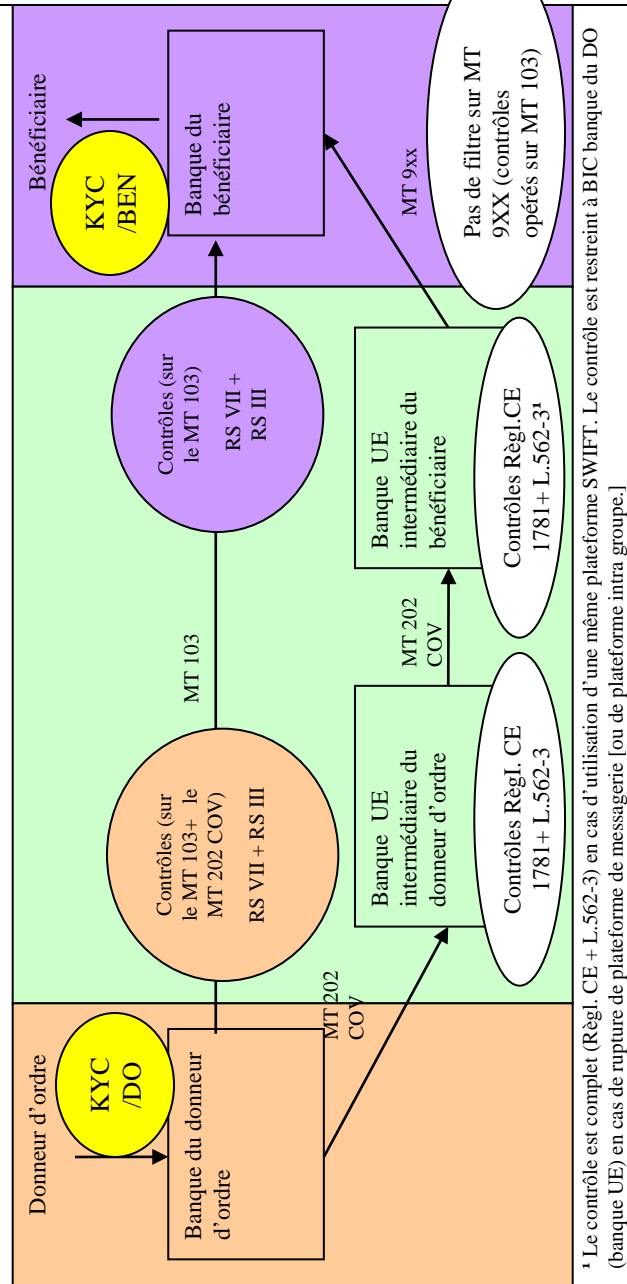 Donneur d'ordre
KYC
/DO
Banque du donneur
d'ordre
MT 202
COV
Contrôles (sur
le MT 103+ le
MT 202 COV)
RS VII + RS III
MT 103
Contrôles (sur
le MT 103)
RS VII +
RS III
Bénéficiaire
KYC
/BEN
Banque du
bénéficiaire
Banque UE
intermédiaire du
donneur d'ordre
Contrôles Règl. CE
1781+ L.562-3
MT 202
COV
Banque UE
intermédiaire du
bénéficiaire
Contrôles Règl.CE
1781+ L.562-3¹
MT 9xx
Pas de filtre sur MT
9XX (contrôles
opérés sur MT 103)
¹ Le contrôle est complet (Règl. CE + L.562-3) en cas d'utilisation d'une même plateforme SWIFT. Le contrôle est restreint à BIC banque du DO
(banque UE) en cas de rupture de plateforme de messagerie [ou de plateforme intra groupe.]